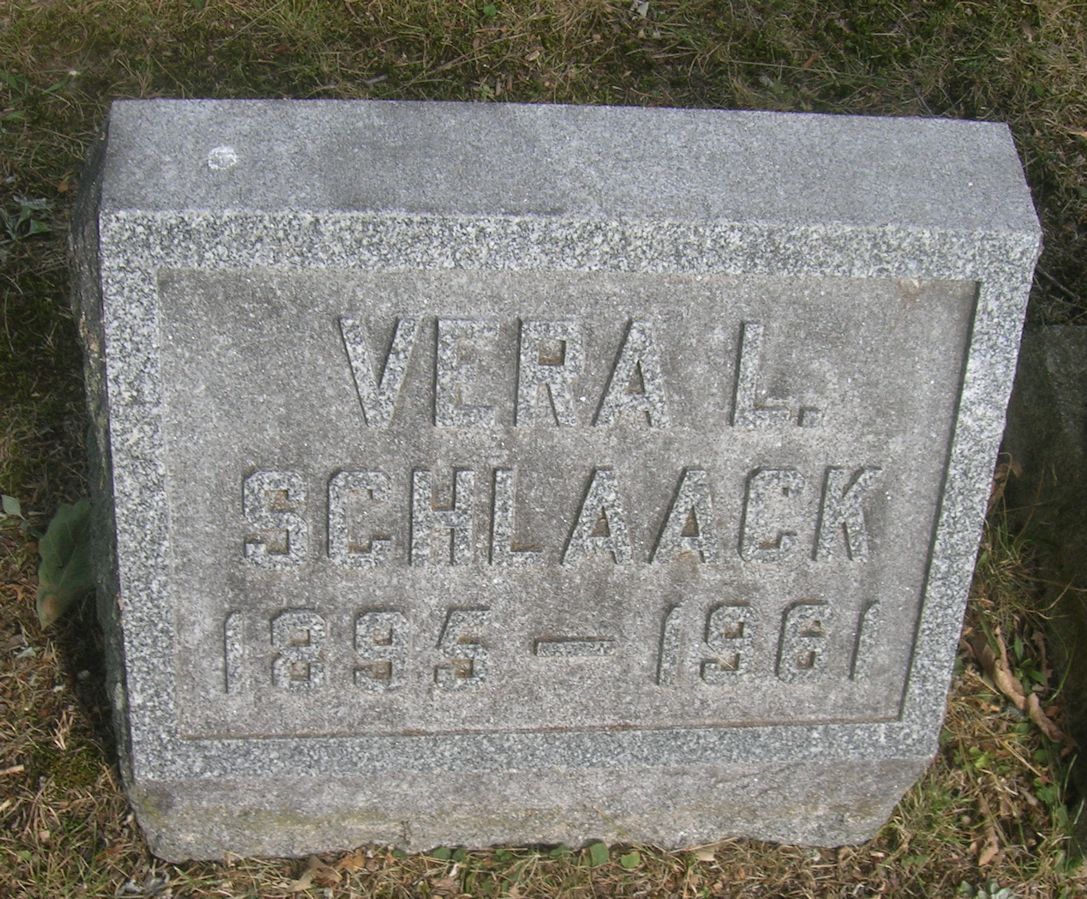 VERA L.
SCHLAACK
1895 — 1961